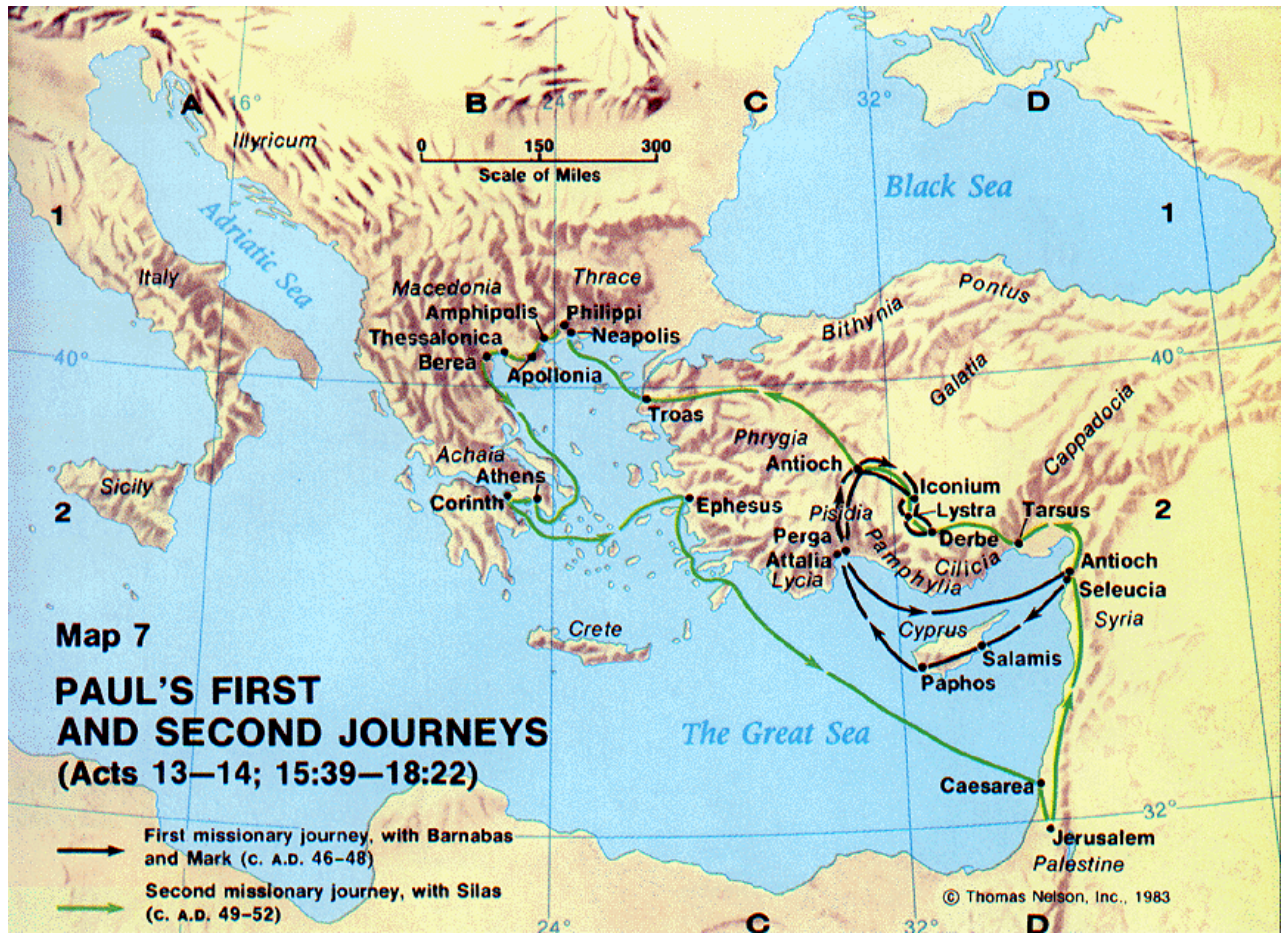 A
16°
B
24°
C
32°
D
Illyricum
0 150 300
Scale of Miles
Black Sea
1
1
Adriatic Sea
Italy
Macedonia
Thrace
Amphipolis
Philippi
Thessalonica
Neapolis
Berea
Apollonia
Pontus
Bithynia
40°
40°
Galatia
Troas
Cappadocia
Phrygia
Achaia
Antioch
Athens
Sicily
Corinth
Ephesus
Iconium
Lystra
Tarsus
2
2
Pisidia
Perga
Derbe
Attalia
Pamphylia
Cilicia
Antioch
Lycia
Seleucia
Syria
Crete
Cyprus
Salamis
Paphos
Map 7
PAUL'S FIRST
AND SECOND JOURNEYS
(Acts 13–14; 15:39–18:22)
The Great Sea
Caesarea
32°
Jerusalem
Palestine
First missionary journey, with Barnabas
and Mark (C. A.D. 46–48)
Second missionary journey, with Silas
(C. A.D. 49–52)
© Thomas Nelson, Inc., 1983
24°
C
32°
D